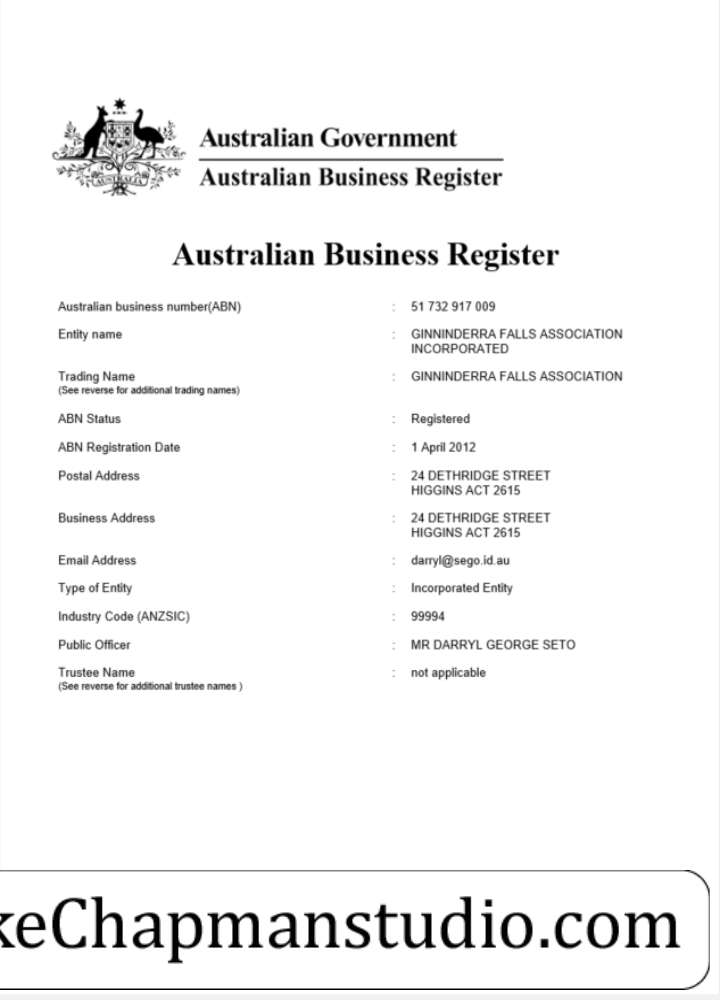 Australian Government
Australian Business Register
AUSTRALIA
Australian Business Register
Australian business number(ABN) : 51 732 917 009
Entity name : GINNINDERRA FALLS ASSOCIATION
INCORPORATED
Trading Name : GINNINDERRA FALLS ASSOCIATION
(See reverse for additional trading names)
ABN Status : Registered
ABN Registration Date : 1 April 2012
Postal Address : 24 DETHRIDGE STREET
HIGGINS ACT 2615
Business Address : 24 DETHRIDGE STREET
HIGGINS ACT 2615
Email Address : darryl@sego.id.au
Type of Entity : Incorporated Entity
Industry Code (ANZSIC) : 99994
Public Officer : MR DARRYL GEORGE SETO
Trustee Name : not applicable
(See reverse for additional trustee names )
keChapmanstudio.com